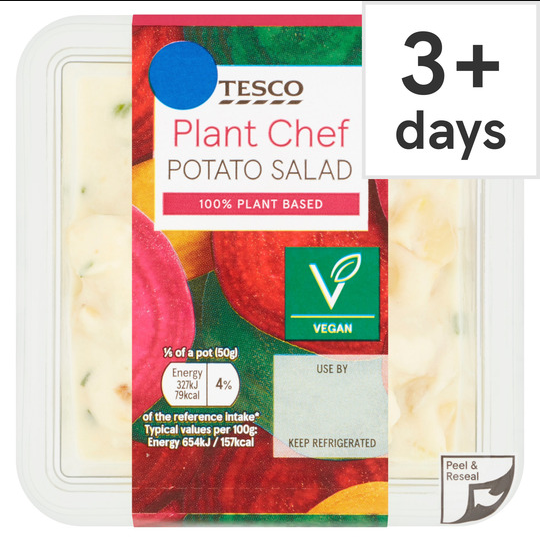 3+
days
TESCO
Plant Chef
POTATO SALAD
100% PLANT BASED
V
VEGAN
⅙ of a pot (50g)
Energy
327kJ
79kcal
4%
of the reference intake*
Typical values per 100g:
Energy 654kJ / 157kcal
USE BY
KEEP REFRIGERATED
Peel &
Reseal